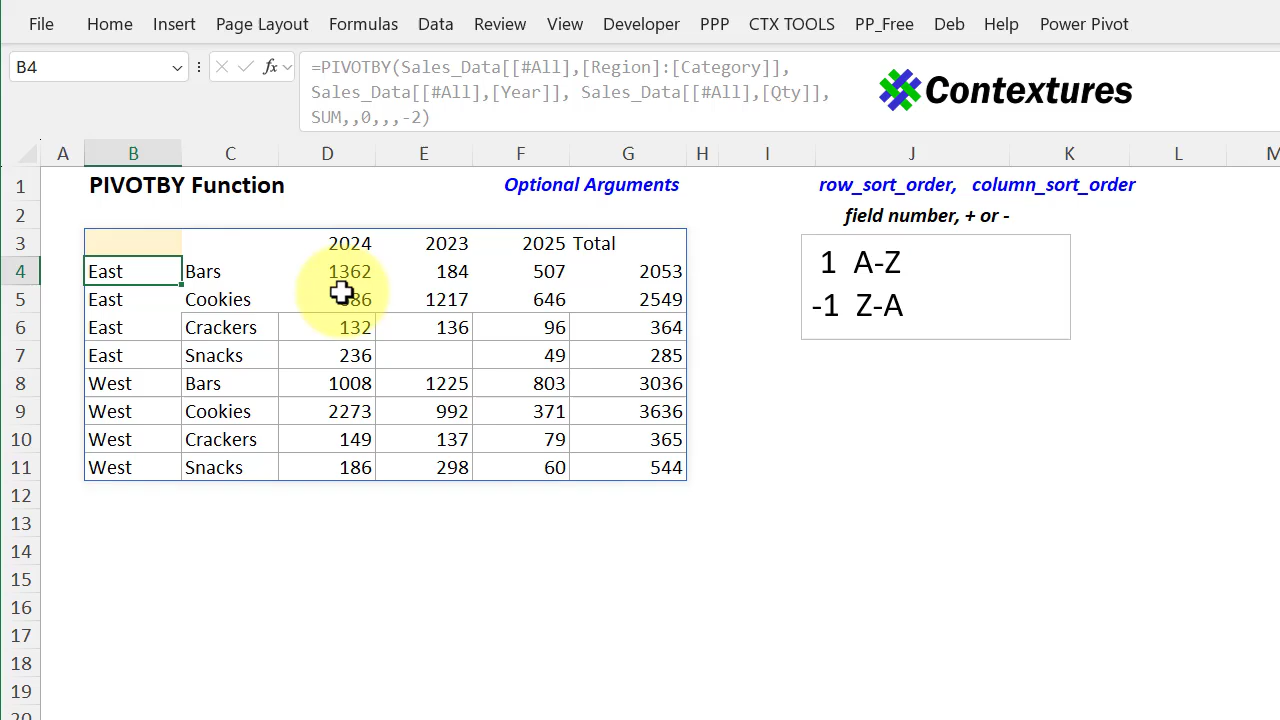 File Home Insert Page Layout Formulas Data Review View Developer PPP CTX TOOLS PP_Free Deb Help Power Pivot
B4 fx =PIVOTBY(Sales_Data[[#All],[Region]:[Category]],
Sales_Data[[#All],[Year]], Sales_Data[[#All],[Qty]],
SUM,,0,,,-2)
Contextures
A B C D E F G H I J K L M
1 PIVOTBY Function Optional Arguments row_sort_order, column_sort_order
2 field number, + or -
3 2024 2023 2025 Total
4 East Bars 1362 184 507 2053
5 East Cookies 1217 646 2549
6 East Crackers 132 136 96 364
7 East Snacks 236 49 285
8 West Bars 1008 1225 803 3036
9 West Cookies 2273 992 371 3636
10 West Crackers 149 137 79 365
11 West Snacks 186 298 60 544
1 A-Z
-1 Z-A
12
13
14
15
16
17
18
19
20